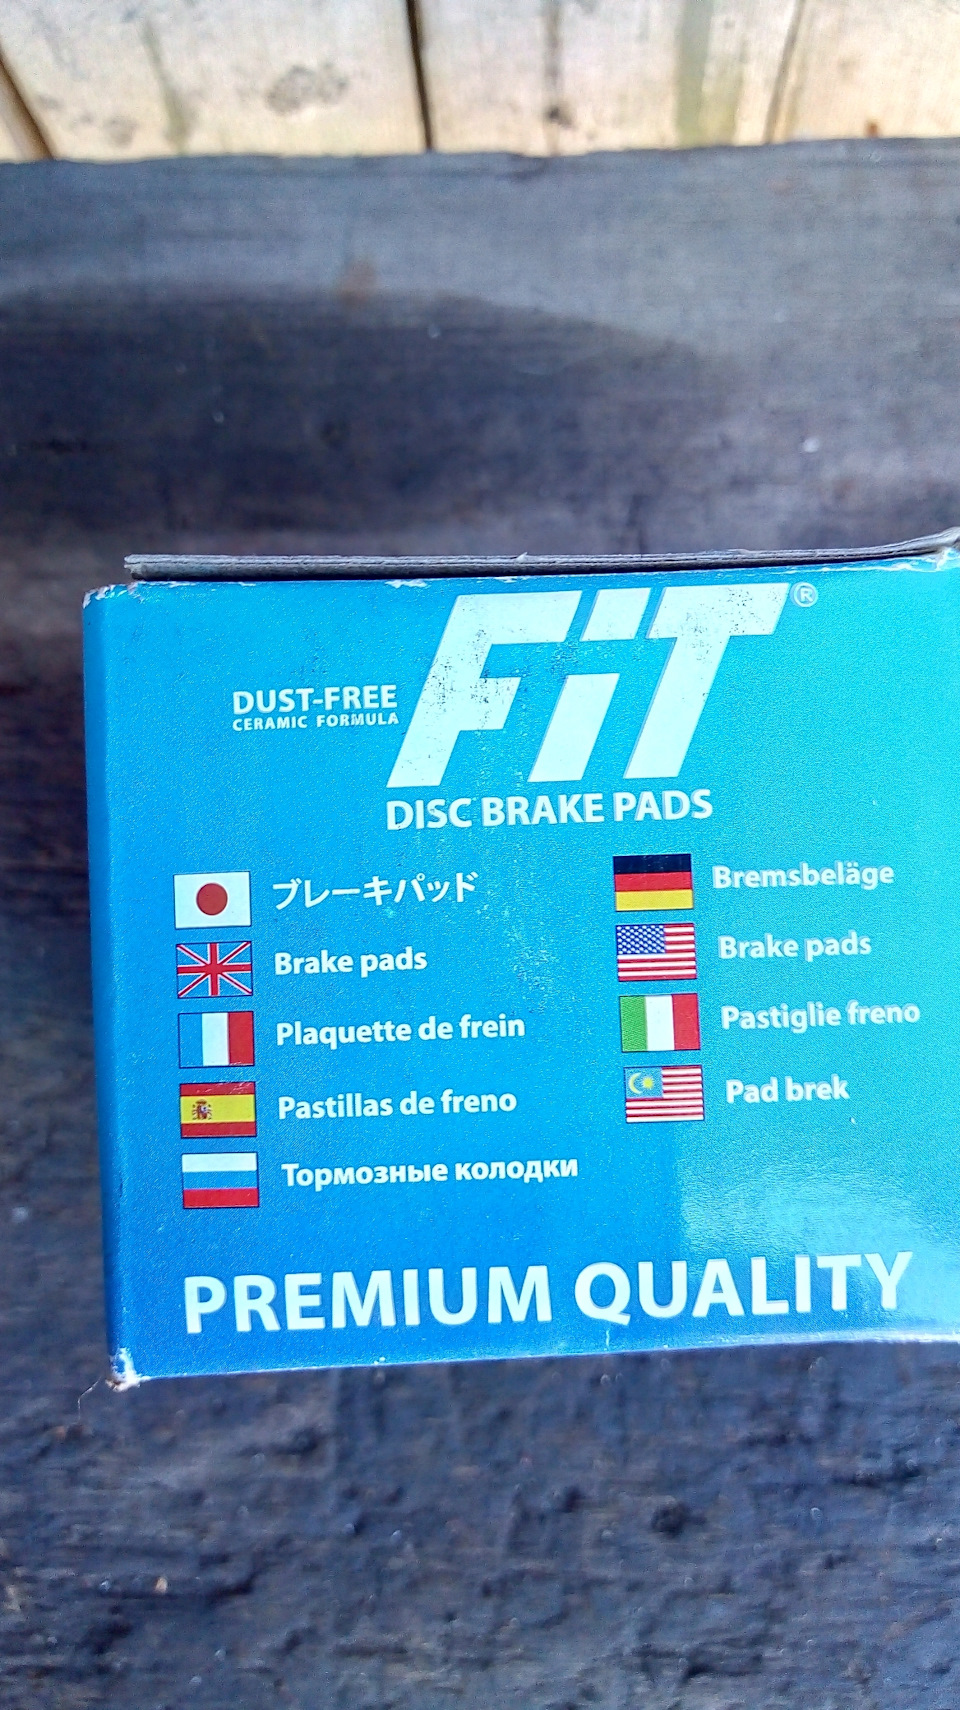 FiT®
DUST-FREE
CERAMIC FORMULA
DISC BRAKE PADS
ブレーキパッド
Brake pads
Plaquette de frein
Pastillas de freno
Тормозные колодки
Bremsbeläge
Brake pads
Pastiglie freno
Pad brek
PREMIUM QUALITY